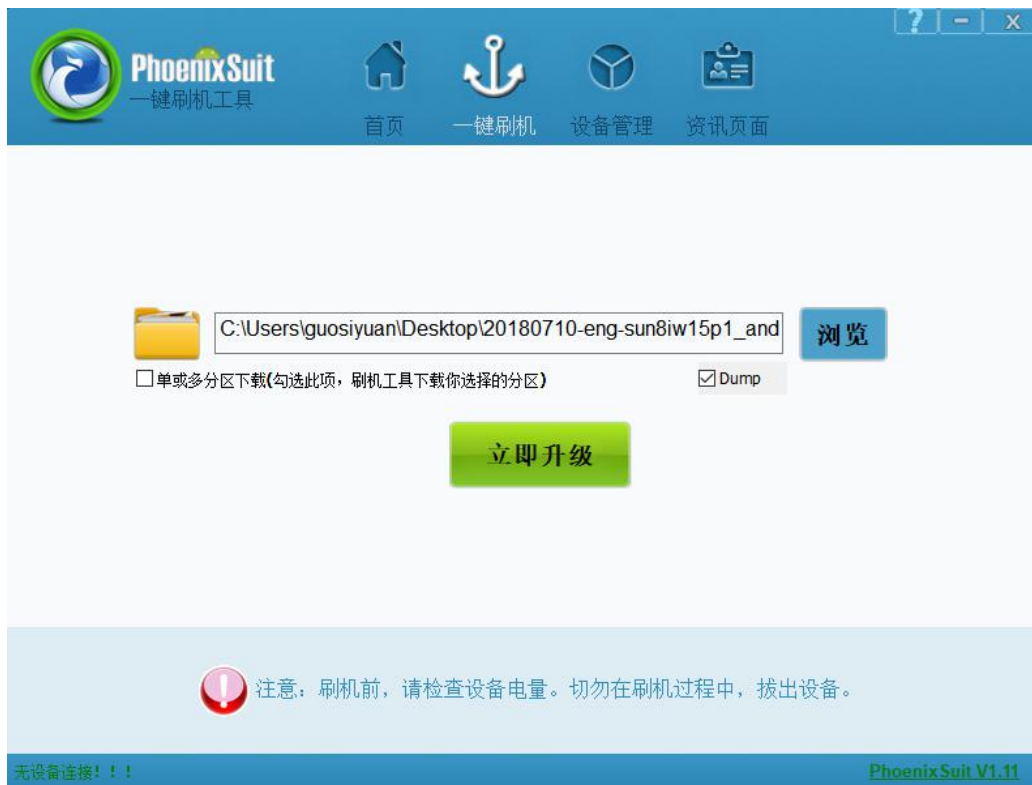 ? - x
PhoenixSuit
一键刷机工具
首页 一键刷机 设备管理 资讯页面
C:\Users\guosiyuan\Desktop\20180710-eng-sun8iw15p1_and
浏览
单或多分区下载(勾选此项，刷机工具下载你选择的分区)
Dump
立即升级
注意：刷机前，请检查设备电量。切勿在刷机过程中，拔出设备。
无设备连接！！！
PhoenixSuit V1.11